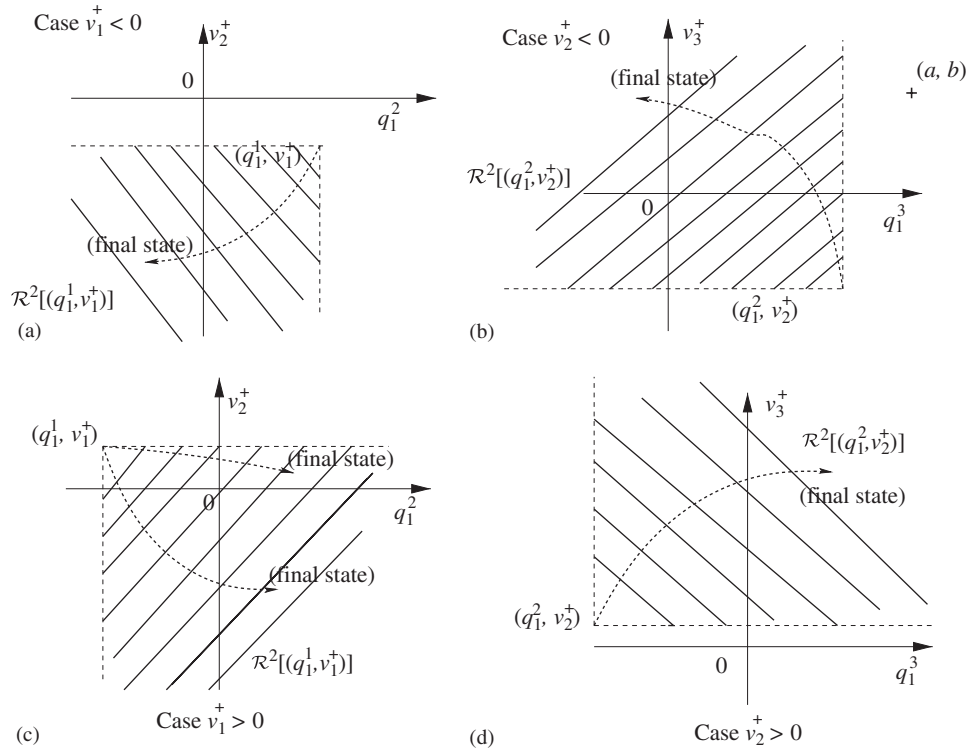 Case v₁⁺ < 0
v₂⁺
0
q₁²
(q₁¹, v₁⁺)
(final state)
ℛ²[(q₁¹,v₁⁺)]
(a)
Case v₂⁺ < 0
v₃⁺
(a, b)
+
(final state)
ℛ²[(q₁²,v₂⁺)]
0
q₁³
(q₁², v₂⁺)
(b)
v₂⁺
(q₁¹, v₁⁺)
(final state)
0
q₁²
(final state)
ℛ²[(q₁¹,v₁⁺)]
Case v₁⁺ > 0
(c)
v₃⁺
ℛ²[(q₁²,v₂⁺)]
(final state)
(q₁², v₂⁺)
0
q₁³
Case v₂⁺ > 0
(d)